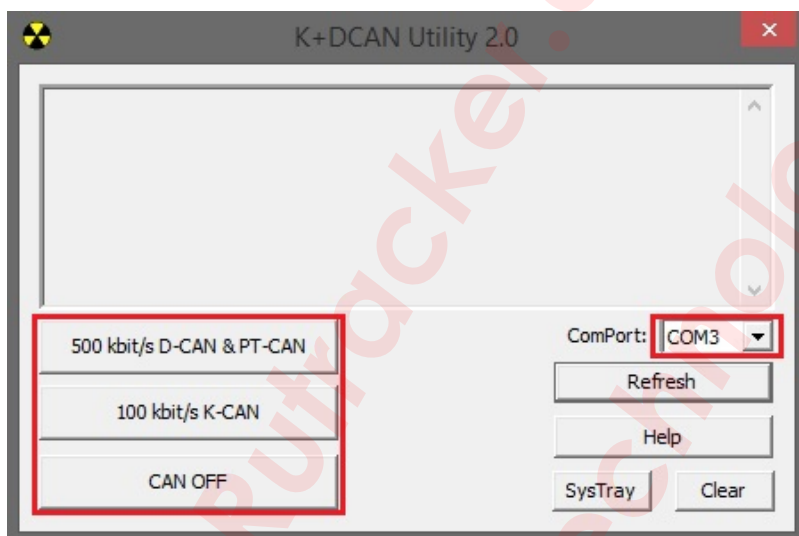 K+DCAN Utility 2.0
500 kbit/s D-CAN & PT-CAN
ComPort: COM3
Refresh
100 kbit/s K-CAN
Help
CAN OFF
SysTray
Clear
Rutracker.